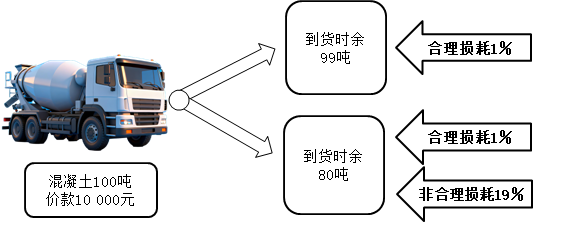 到货时余
99吨
合理损耗1%
混凝土100吨
价款10 000元
到货时余
80吨
合理损耗1%
非合理损耗19%